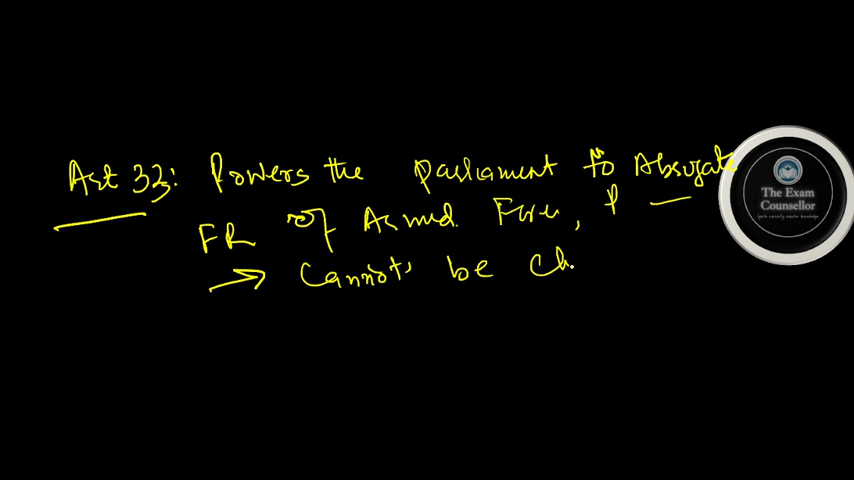 Art 33: Powers the Parliament to Abrogate
FR of Armed Force, P —
→ Cannot be Ch
The Exam
Counsellor